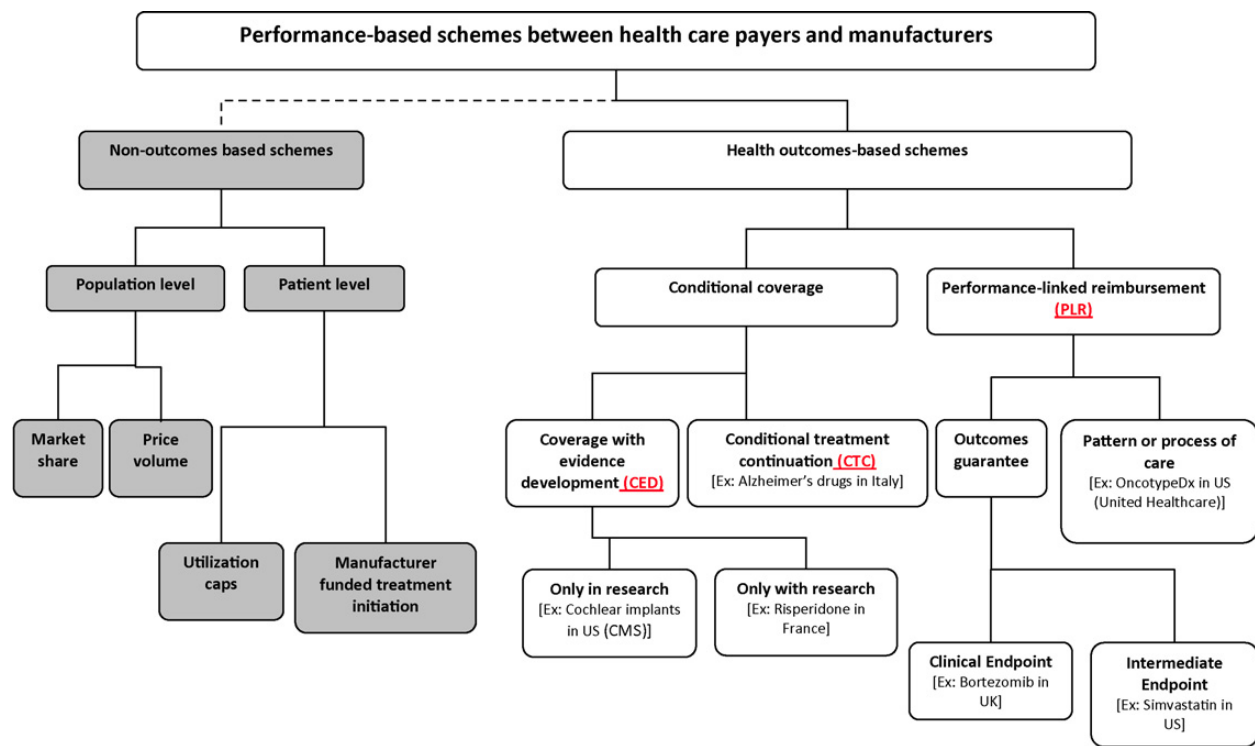 Performance-based schemes between health care payers and manufacturers
Non-outcomes based schemes
Health outcomes-based schemes
Population level
Patient level
Conditional coverage
Performance-linked reimbursement
(PLR)
Market
share
Price
volume
Coverage with
evidence
development (CED)
Conditional treatment
continuation (CTC)
[Ex: Alzheimer's drugs in Italy]
Outcomes
guarantee
Pattern or process of
care
[Ex: OncotypeDx in US
(United Healthcare)]
Utilization
caps
Manufacturer
funded treatment
initiation
Only in research
[Ex: Cochlear implants
in US (CMS)]
Only with research
[Ex: Risperidone in
France]
Clinical Endpoint
[Ex: Bortezomib in
UK]
Intermediate
Endpoint
[Ex: Simvastatin in
US]